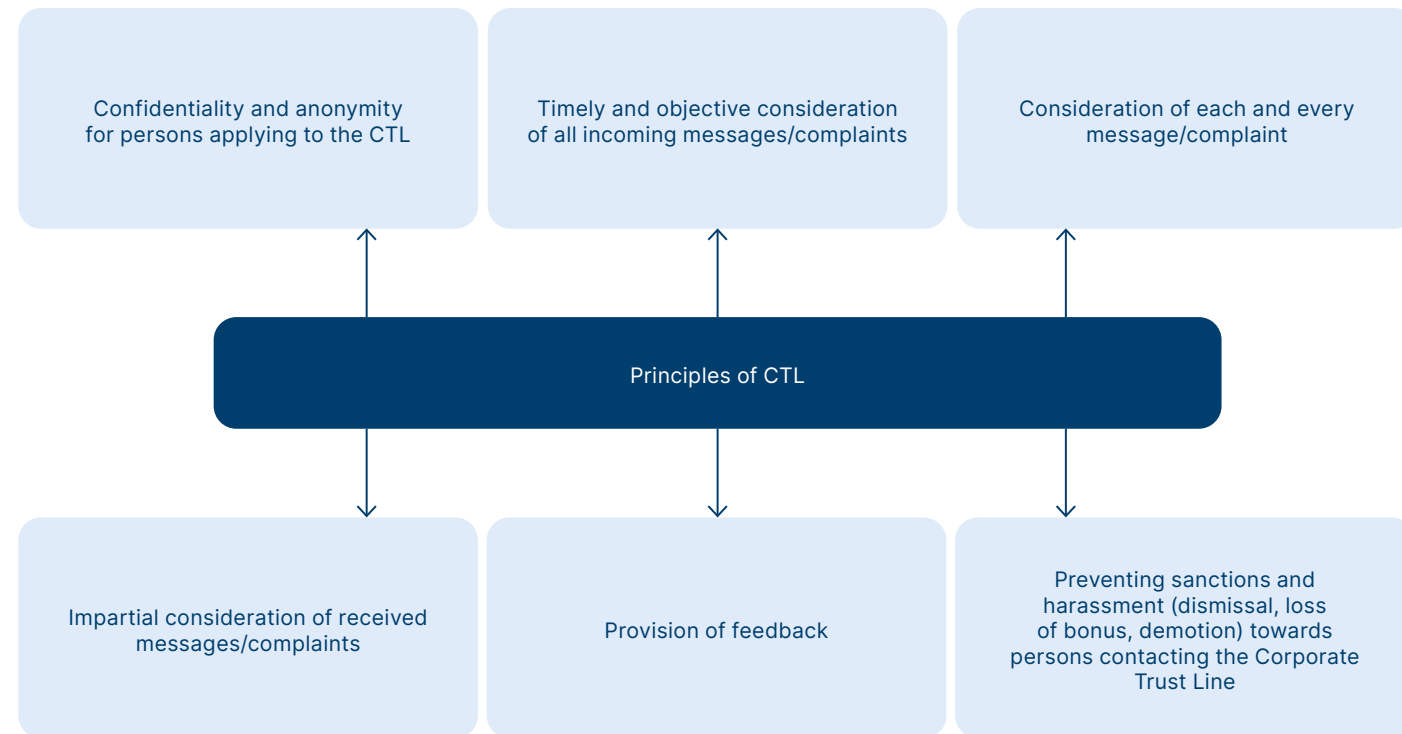 Confidentiality and anonymity
for persons applying to the CTL
Timely and objective consideration
of all incoming messages/complaints
Consideration of each and every
message/complaint
Principles of CTL
Impartial consideration of received
messages/complaints
Provision of feedback
Preventing sanctions and
harassment (dismissal, loss
of bonus, demotion) towards
persons contacting the Corporate
Trust Line